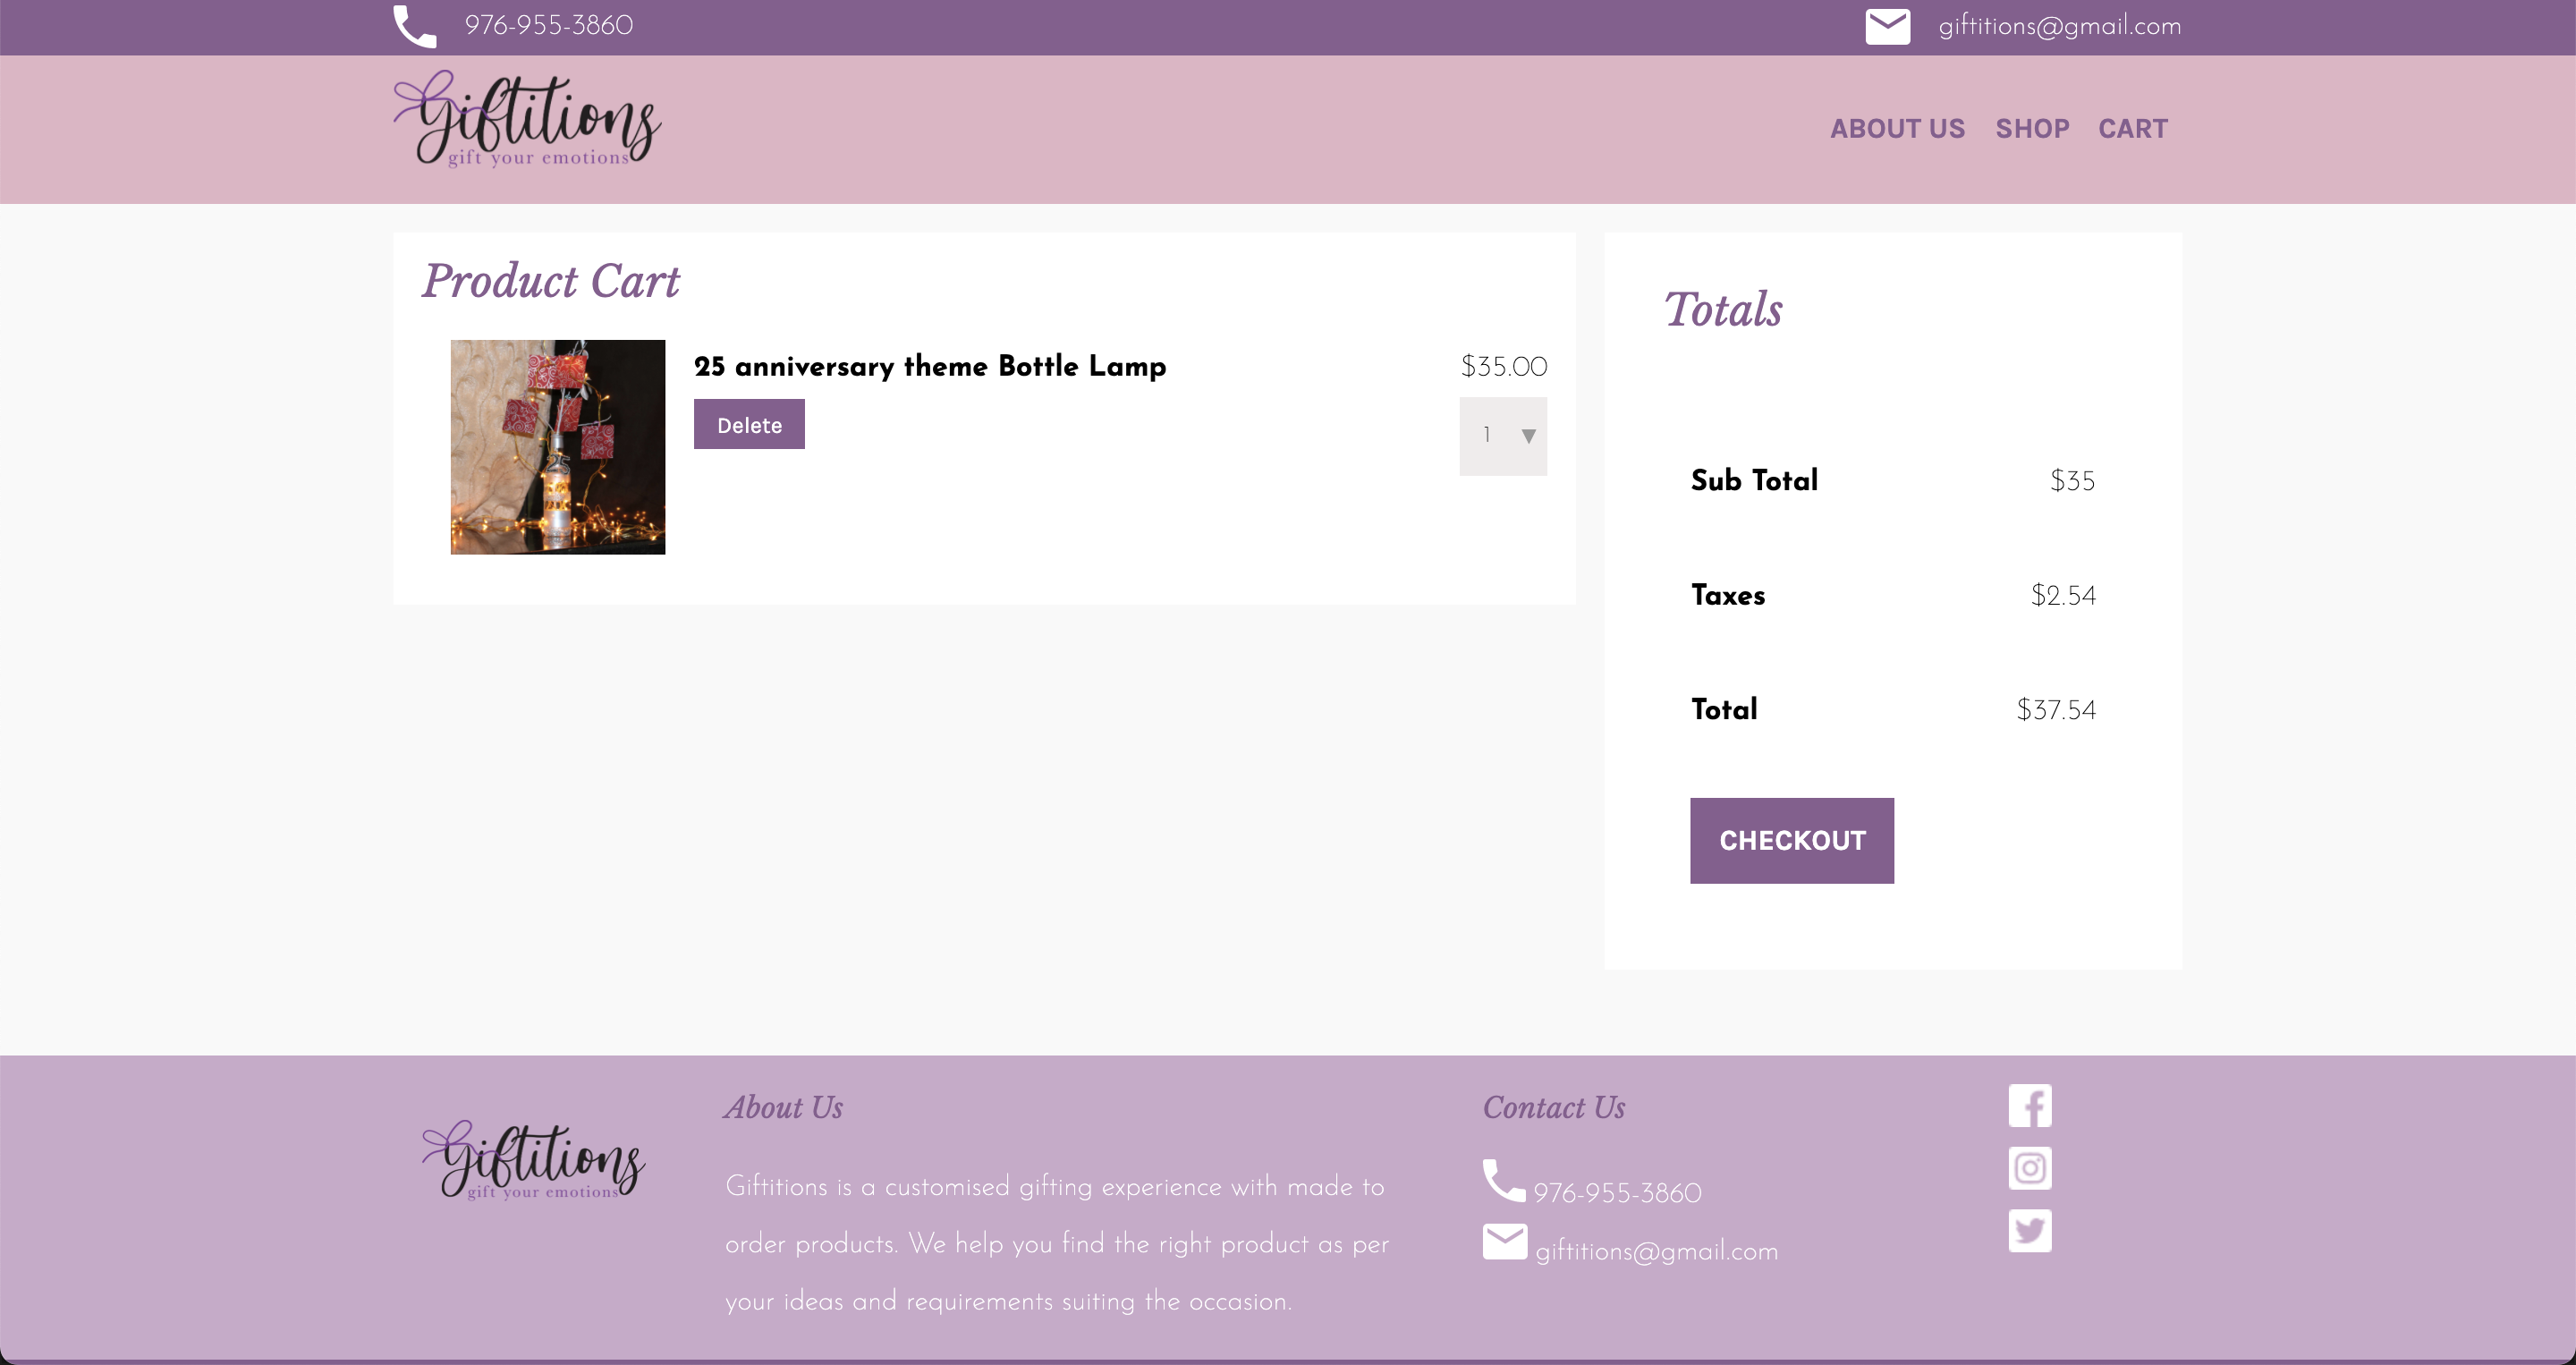 976-955-3860
giftitions@gmail.com
Giftitions
gift your emotions
ABOUT US
SHOP
CART
Product Cart
25 anniversary theme Bottle Lamp
$35.00
Delete
1
Totals
Sub Total
$35
Taxes
$2.54
Total
$37.54
CHECKOUT
Giftitions
gift your emotions
About Us
Giftitions is a customised gifting experience with made to
order products. We help you find the right product as per
your ideas and requirements suiting the occasion.
Contact Us
976-955-3860
giftitions@gmail.com